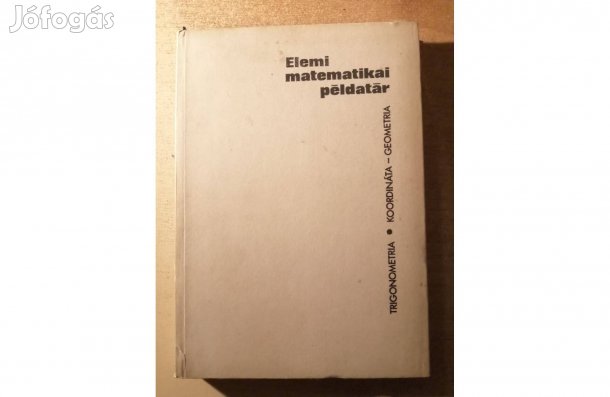 Jófogás
Elemi
matematikai
példatár
TRIGONOMETRIA • KOORDINÁTA – GEOMETRIA